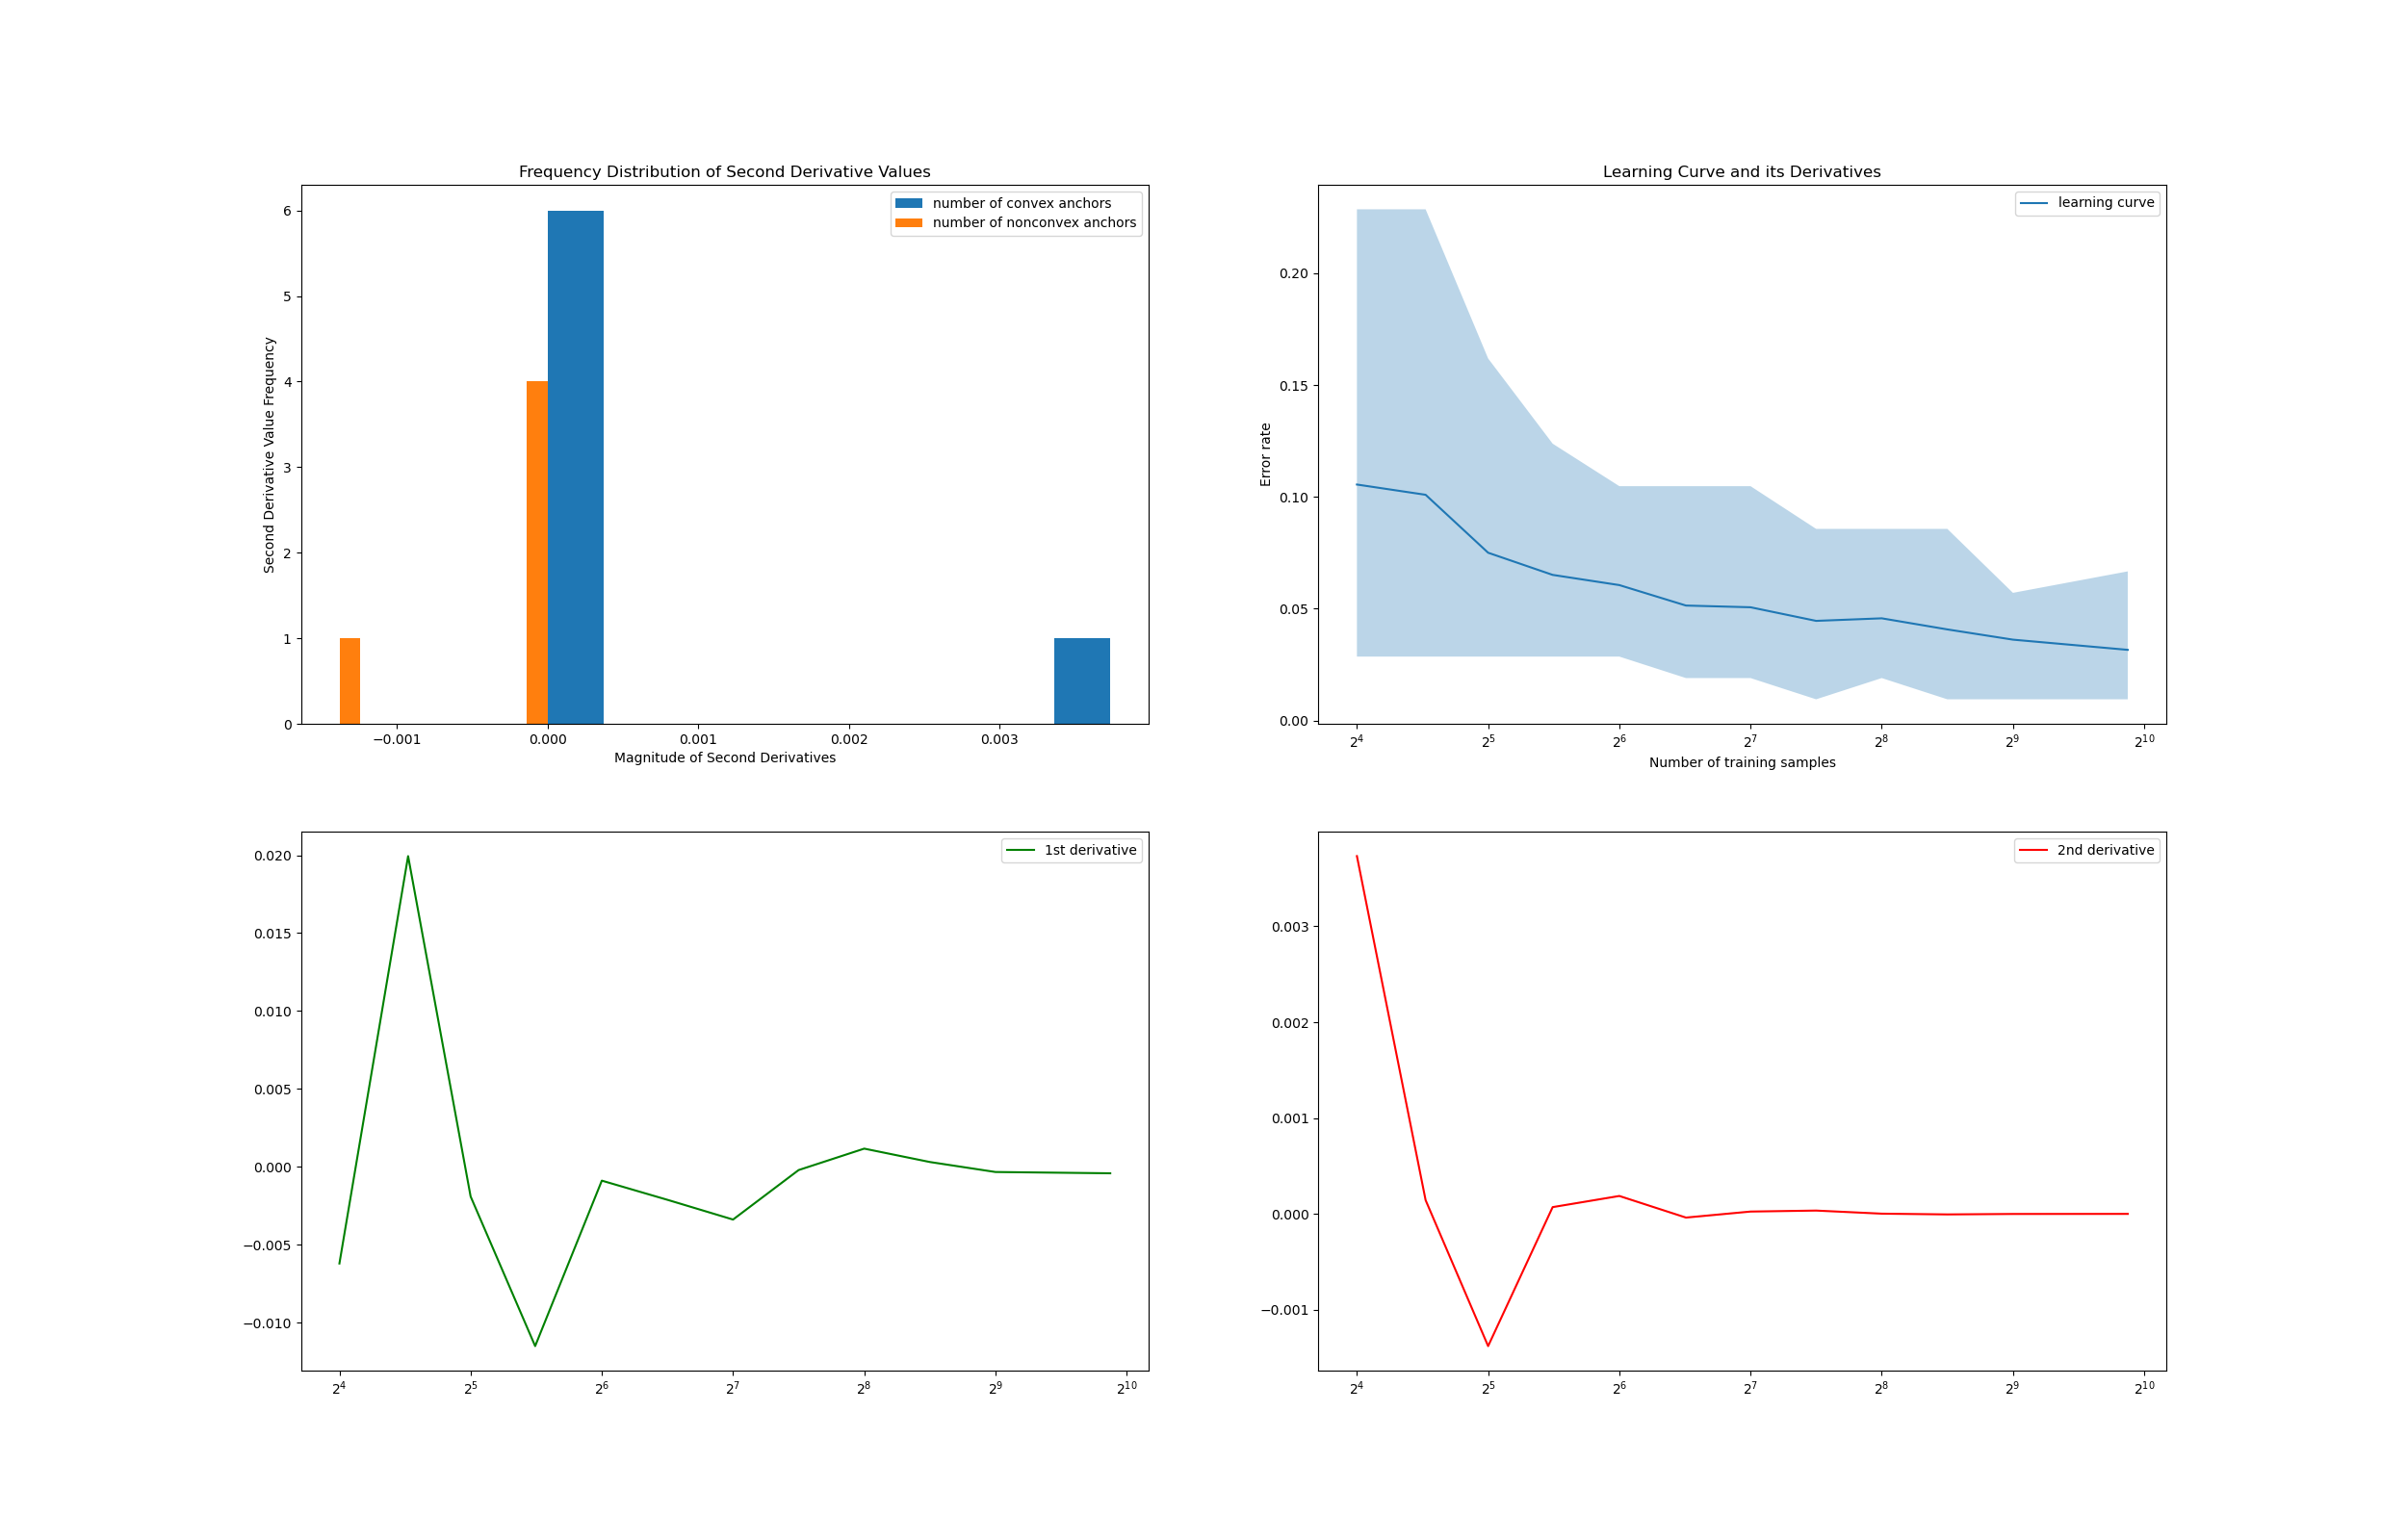 Frequency Distribution of Second Derivative Values
number of convex anchors
number of nonconvex anchors
6
5
4
3
2
1
0
Second Derivative Value Frequency
−0.001 0.000 0.001 0.002 0.003
Magnitude of Second Derivatives
Learning Curve and its Derivatives
learning curve
0.20
0.15
0.10
0.05
0.00
Error rate
2^4 2^5 2^6 2^7 2^8 2^9 2^10
Number of training samples
1st derivative
0.020
0.015
0.010
0.005
0.000
−0.005
−0.010
2^4 2^5 2^6 2^7 2^8 2^9 2^10
2nd derivative
0.003
0.002
0.001
0.000
−0.001
2^4 2^5 2^6 2^7 2^8 2^9 2^10